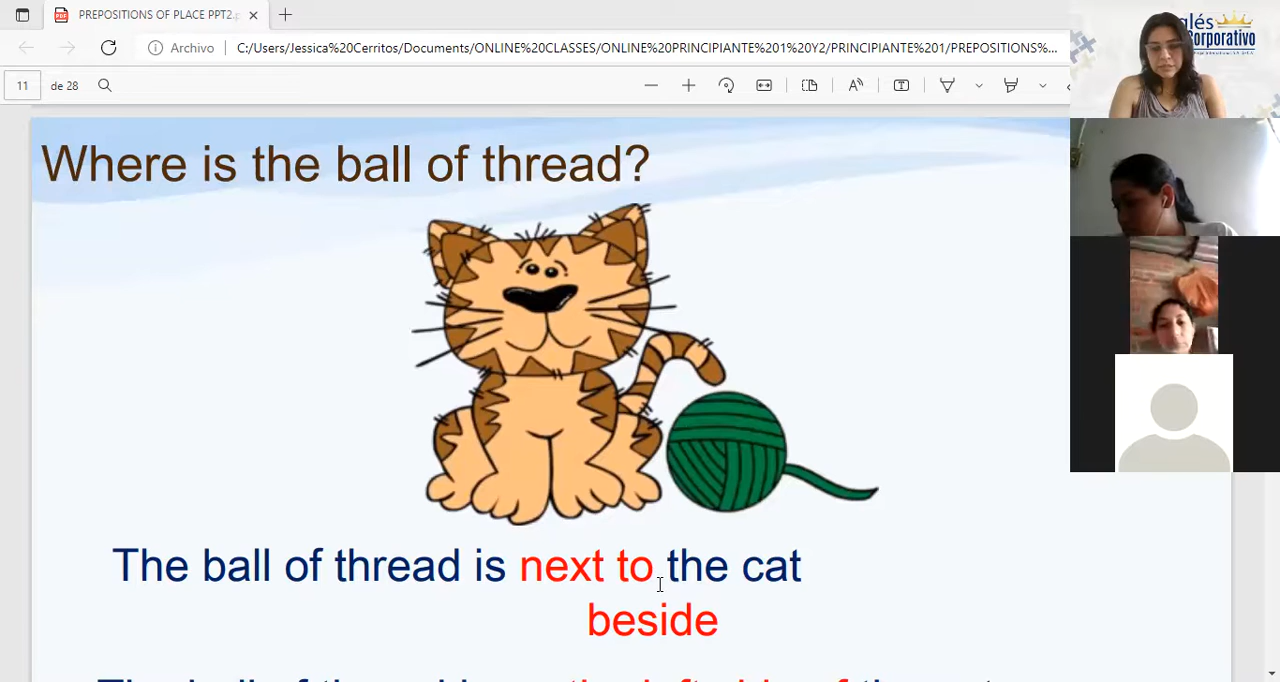 PREPOSITIONS OF PLACE PPT2.p
Archivo
C:/Users/Jessica%20Cerritos/Documents/ONLINE%20CLASSES/ONLINE%20PRINCIPIANTE%201%20Y2/PRINCIPIANTE%201/PREPOSITIONS%...
11 de 28
glés
Corporativo
Where is the ball of thread?
The ball of thread is next to the cat
beside